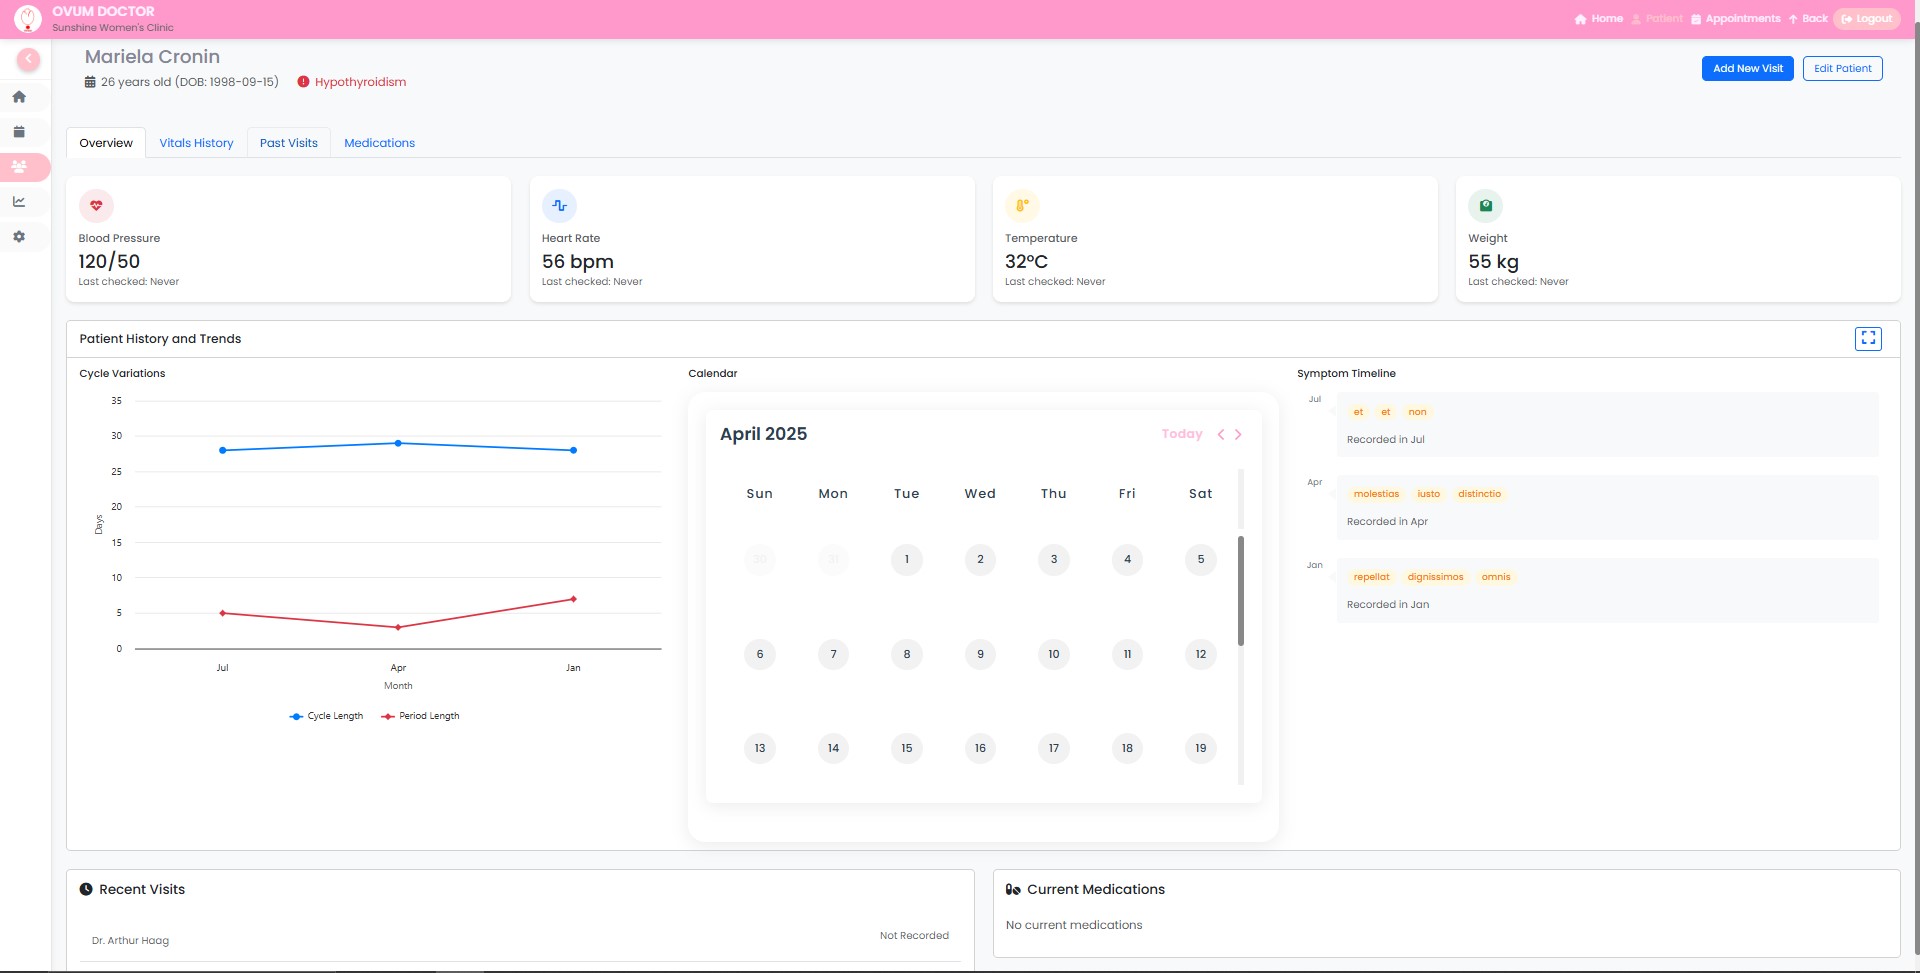 OVUM DOCTOR
Sunshine Women's Clinic
Home Patient Appointments Back Logout
Mariela Cronin
26 years old (DOB: 1998-09-15) Hypothyroidism
Add New Visit Edit Patient
Overview Vitals History Past Visits Medications
Blood Pressure
120/50
Last checked: Never
Heart Rate
56 bpm
Last checked: Never
Temperature
32°C
Last checked: Never
Weight
55 kg
Last checked: Never
Patient History and Trends
Cycle Variations
35
30
25
20
15
10
5
0
Days
Jul Apr Jan
Month
Cycle Length Period Length
Calendar
April 2025
Today
Sun Mon Tue Wed Thu Fri Sat
30 31 1 2 3 4 5
6 7 8 9 10 11 12
13 14 15 16 17 18 19
Symptom Timeline
Jul
et et non
Recorded in Jul
Apr
molestias iusto distinctio
Recorded in Apr
Jan
repellat dignissimos omnis
Recorded in Jan
Recent Visits
Dr. Arthur Haag
Not Recorded
Current Medications
No current medications